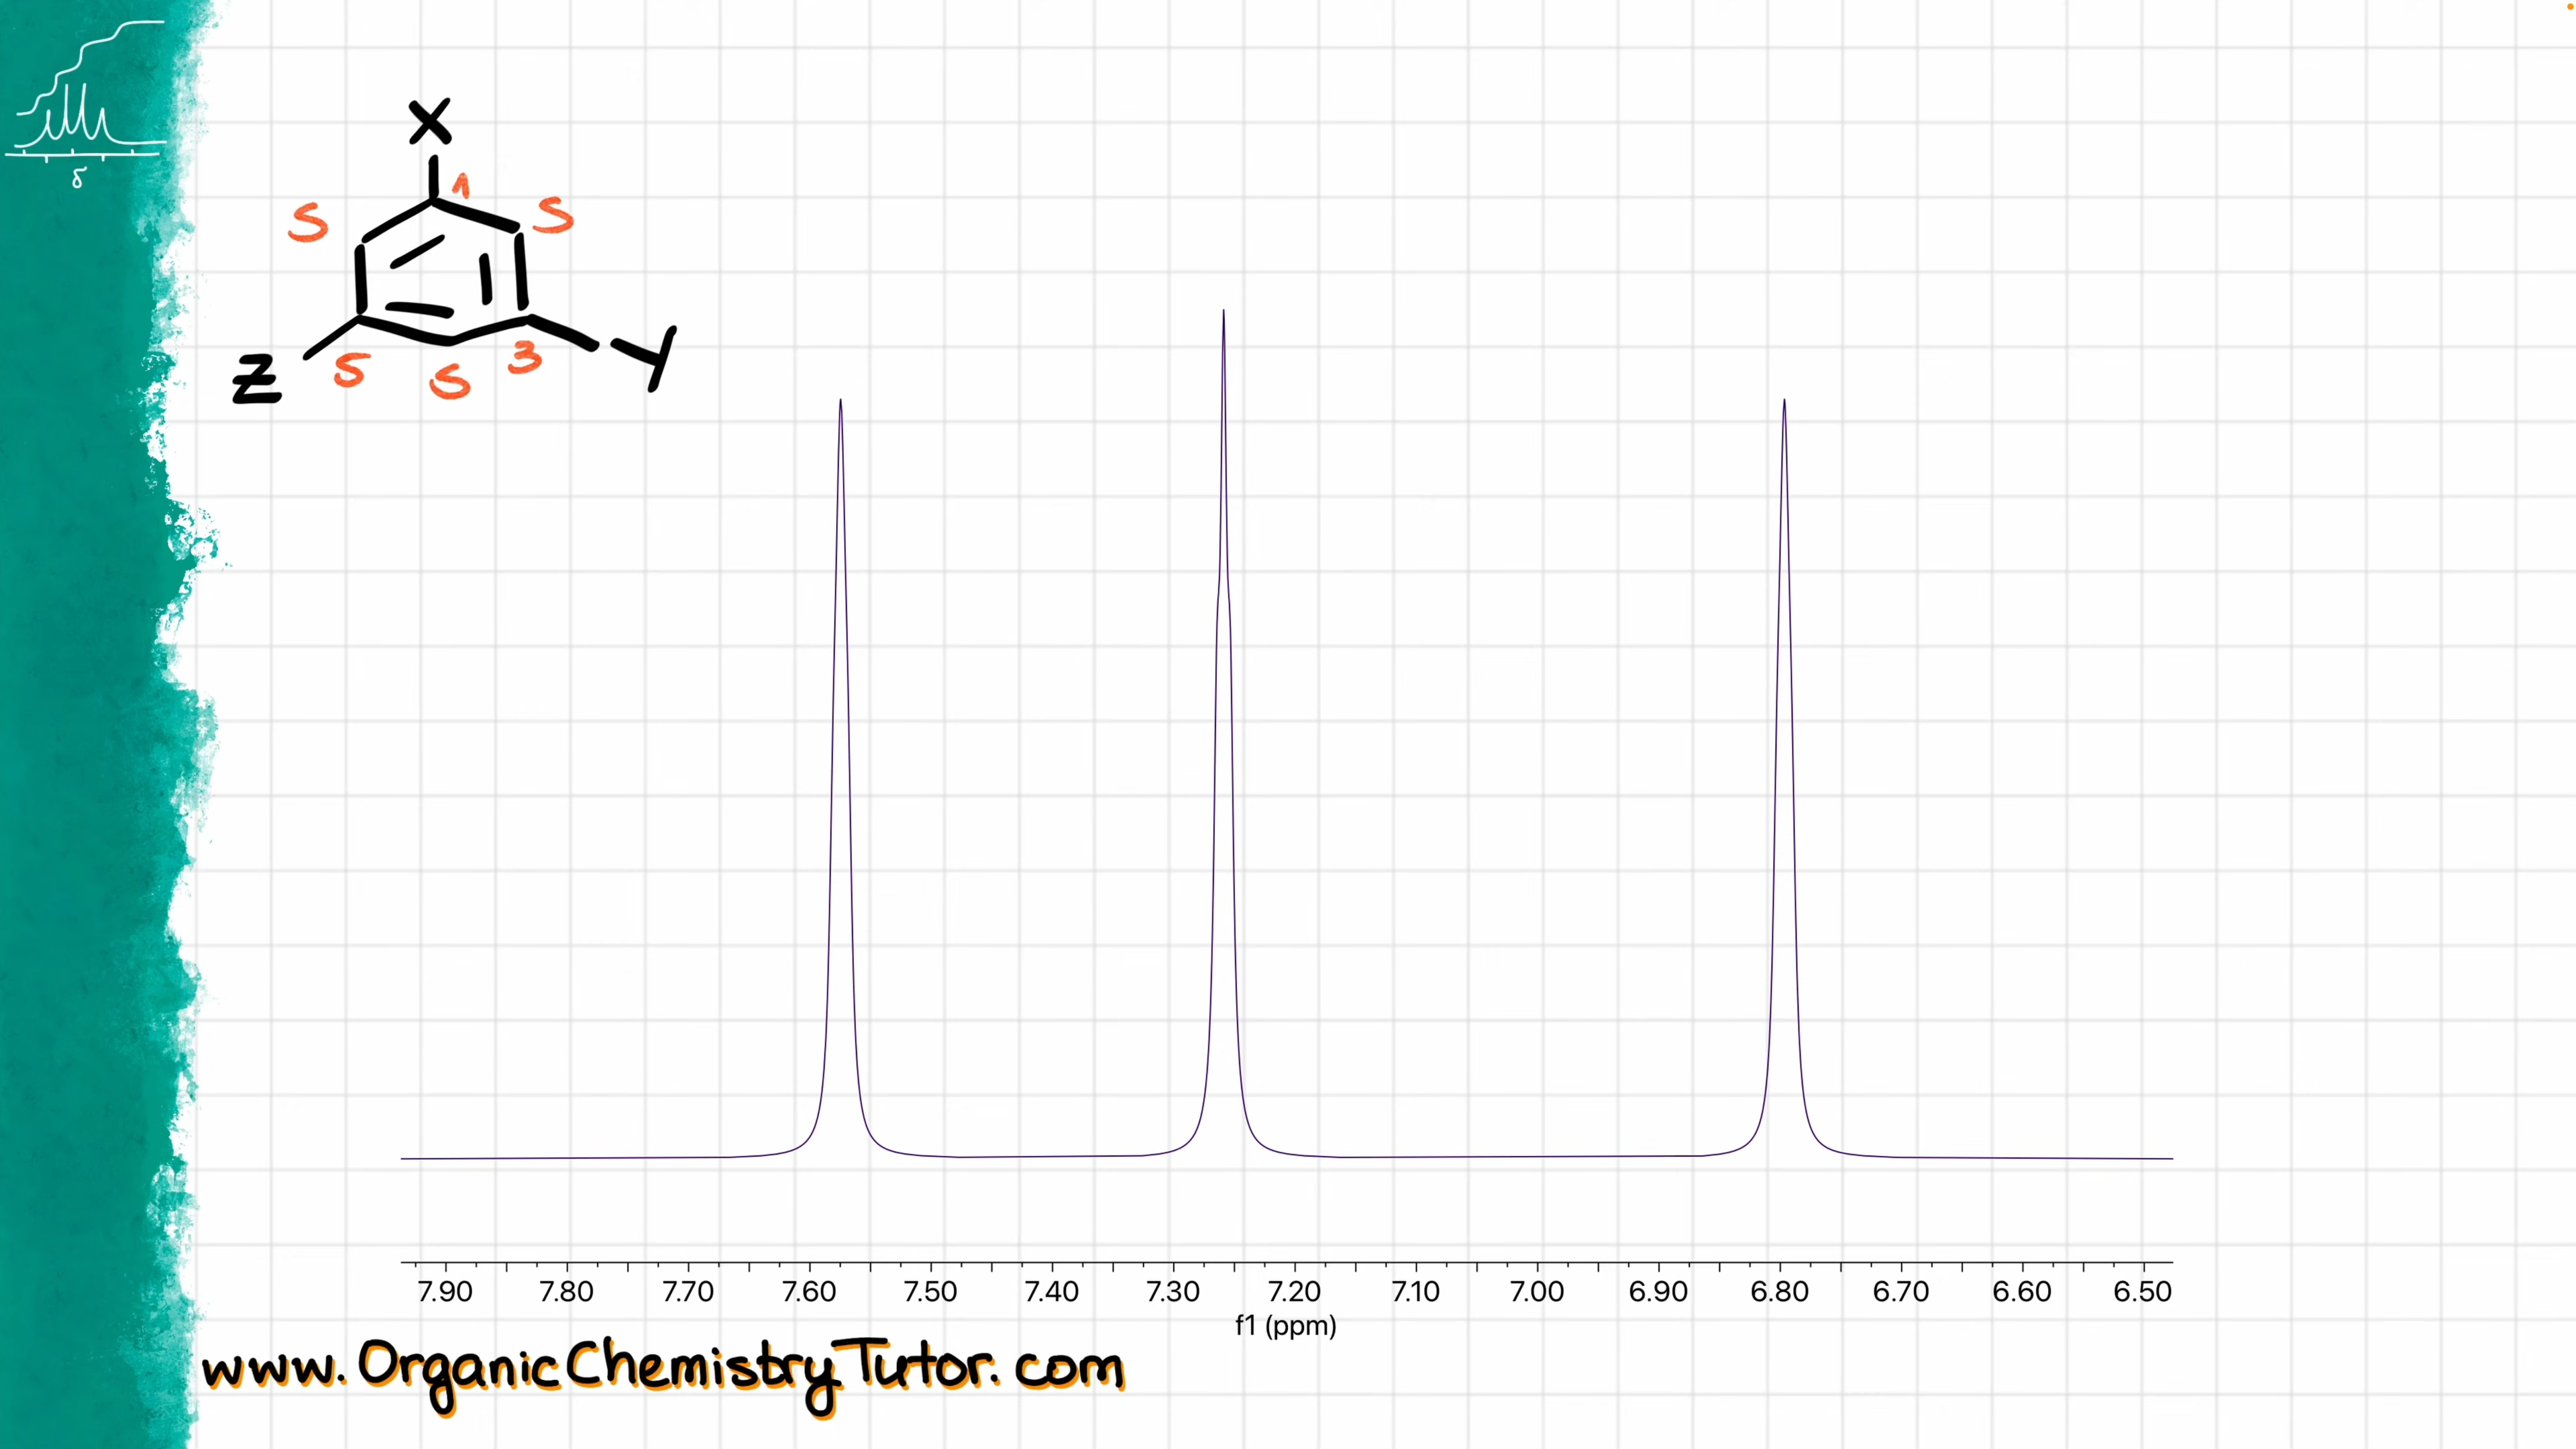 δ
X
1
S
S
Z
5
S
3
Y
7.90 7.80 7.70 7.60 7.50 7.40 7.30 7.20 7.10 7.00 6.90 6.80 6.70 6.60 6.50
f1 (ppm)
www.OrganicChemistryTutor.com